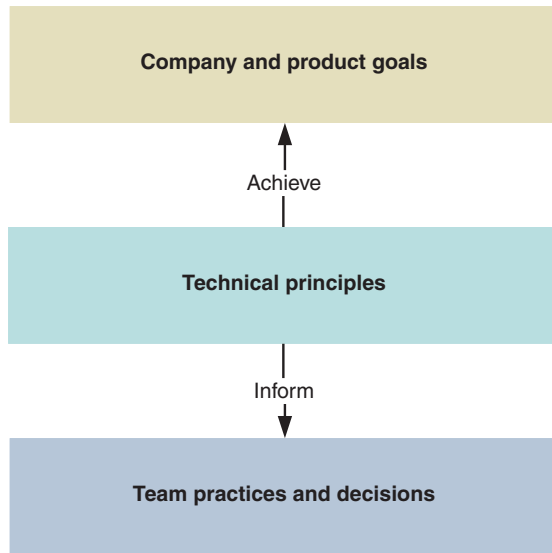 Company and product goals
Achieve
Technical principles
Inform
Team practices and decisions